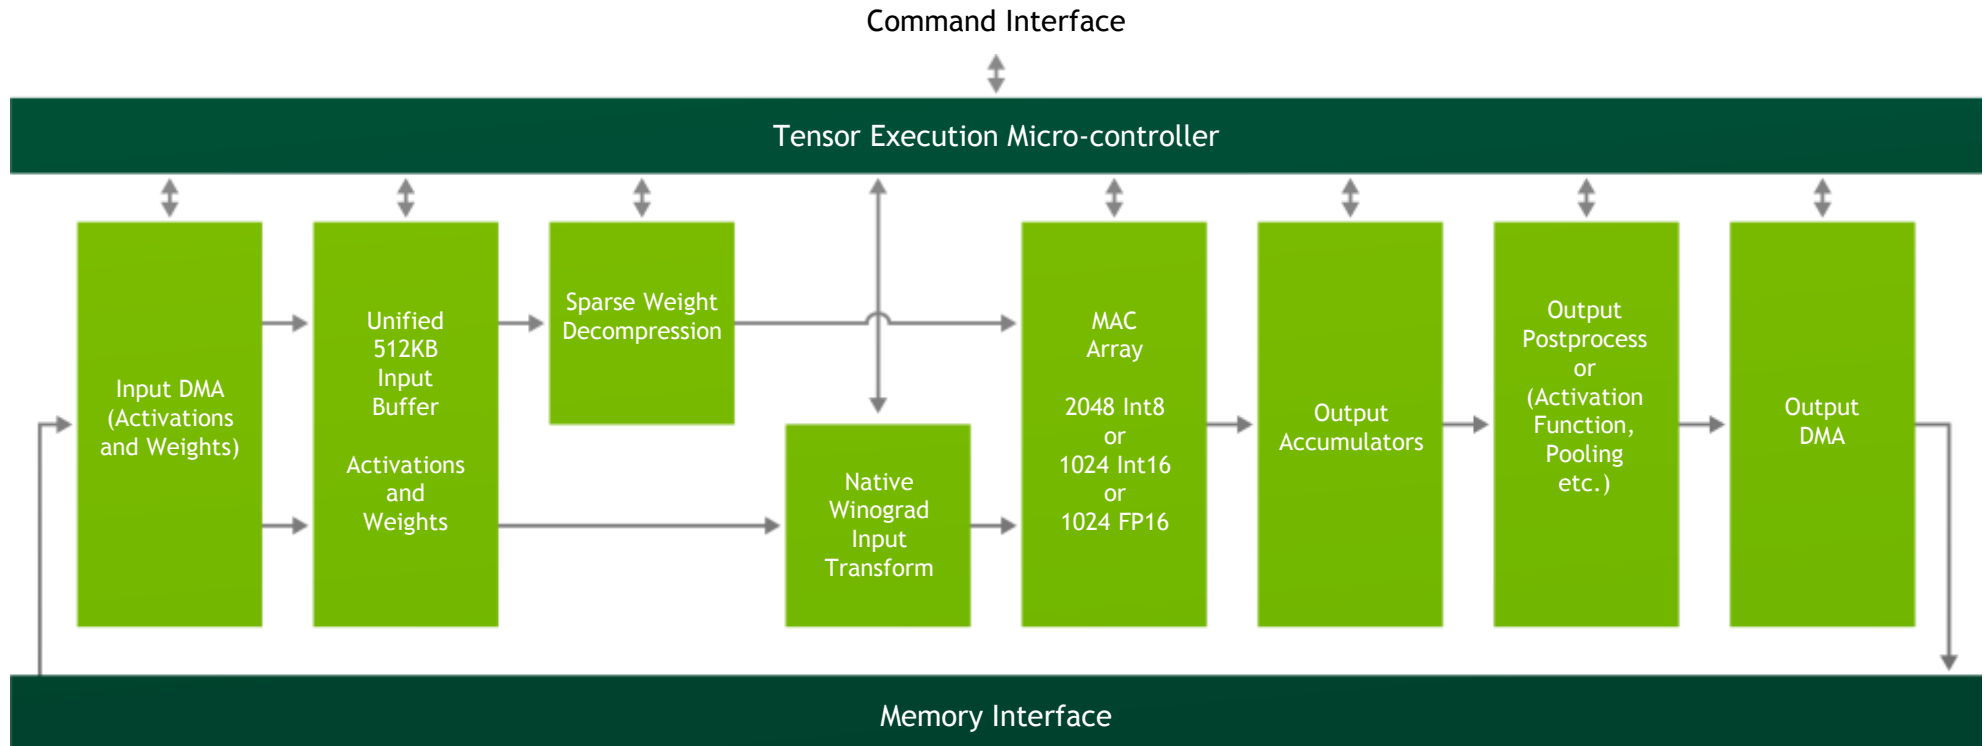 Command Interface
Tensor Execution Micro-controller
Input DMA
(Activations
and Weights)
Unified
512KB
Input
Buffer
Activations
and
Weights
Sparse Weight
Decompression
Native
Winograd
Input
Transform
MAC
Array
2048 Int8
or
1024 Int16
or
1024 FP16
Output
Accumulators
Output
Postprocess
or
(Activation
Function,
Pooling
etc.)
Output
DMA
Memory Interface